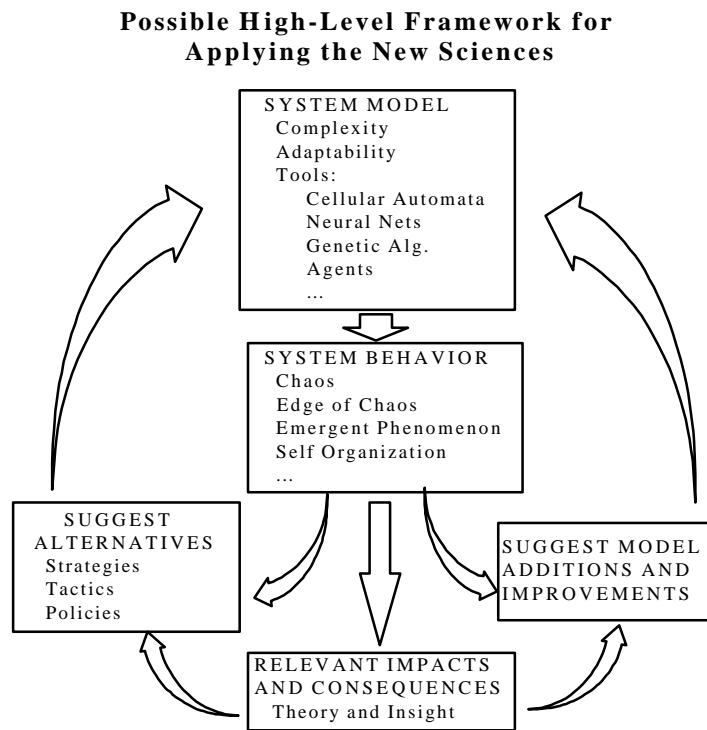 Possible High-Level Framework for
Applying the New Sciences
SYSTEM MODEL
Complexity
Adaptability
Tools:
Cellular Automata
Neural Nets
Genetic Alg.
Agents
...
SYSTEM BEHAVIOR
Chaos
Edge of Chaos
Emergent Phenomenon
Self Organization
...
SUGGEST
ALTERNATIVES
Strategies
Tactics
Policies
SUGGEST MODEL
ADDITIONS AND
IMPROVEMENTS
RELEVANT IMPACTS
AND CONSEQUENCES
Theory and Insight